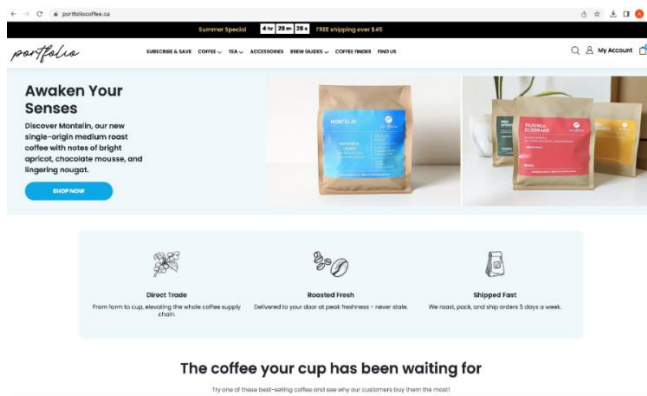 portfoliocoffee.ca
Summer Special 4 hr 28 m 28 s FREE shipping over $45
portfolio
SUBSCRIBE & SAVE COFFEE TEA ACCESSORIES BREW GUIDES COFFEE FINDER FIND US
My Account
Awaken Your
Senses
Discover Montelin, our new
single-origin medium roast
coffee with notes of bright
apricot, chocolate mousse, and
lingering nougat.
SHOP NOW
MONTELIN
Direct Trade
From farm to cup, elevating the whole coffee supply
chain.
Roasted Fresh
Delivered to your door at peak freshness - never stale.
Shipped Fast
We roast, pack, and ship orders 5 days a week.
The coffee your cup has been waiting for
Try one of these best-selling coffee and see why our customers buy them the most!